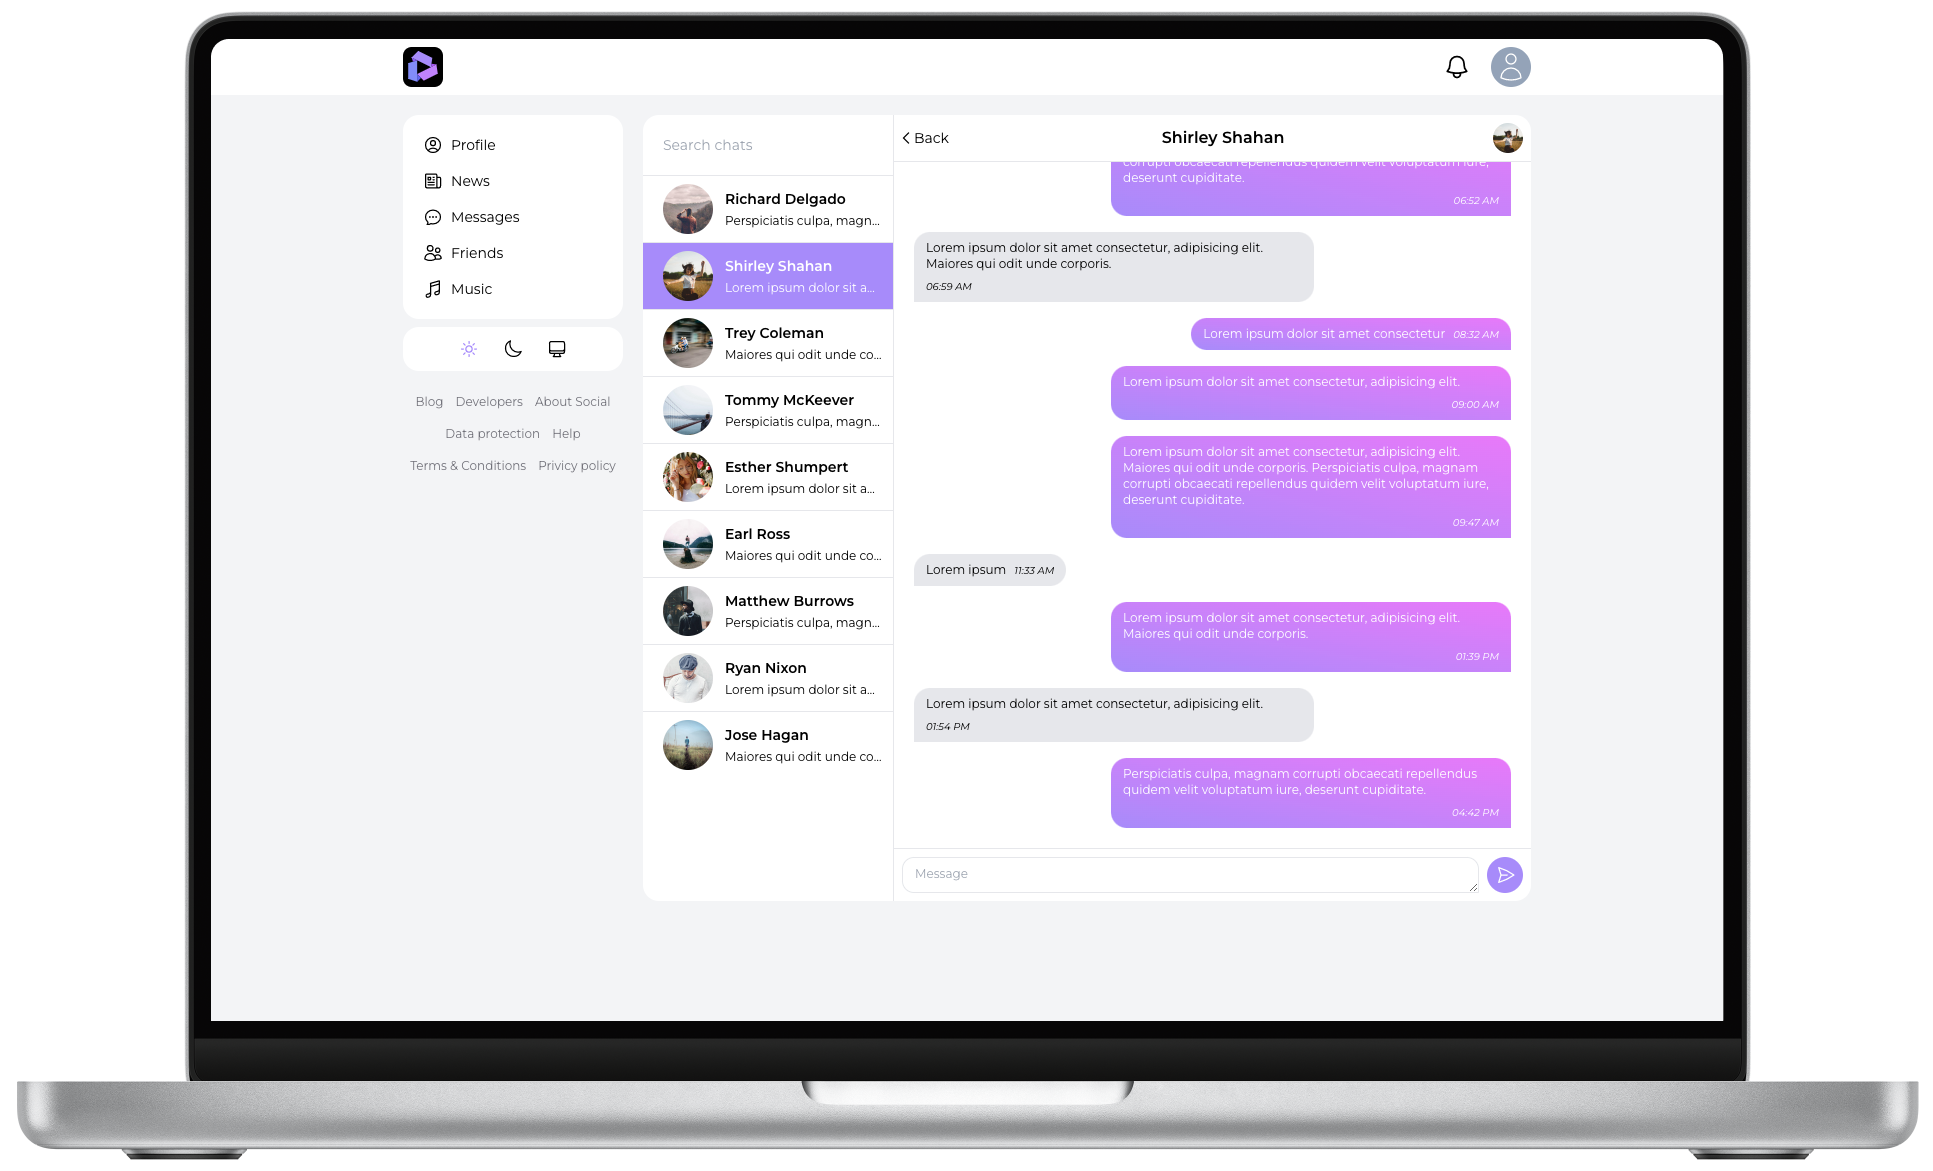 Profile
News
Messages
Friends
Music
Blog Developers About Social
Data protection Help
Terms & Conditions Privicy policy
Search chats
Richard Delgado
Perspiciatis culpa, magn...
Shirley Shahan
Lorem ipsum dolor sit a...
Trey Coleman
Maiores qui odit unde co...
Tommy McKeever
Perspiciatis culpa, magn...
Esther Shumpert
Lorem ipsum dolor sit a...
Earl Ross
Maiores qui odit unde co...
Matthew Burrows
Perspiciatis culpa, magn...
Ryan Nixon
Lorem ipsum dolor sit a...
Jose Hagan
Maiores qui odit unde co...
Back
Shirley Shahan
corrupti obcaecati repellendus quidem velit voluptatum iure,
deserunt cupiditate.
06:52 AM
Lorem ipsum dolor sit amet consectetur, adipisicing elit.
Maiores qui odit unde corporis.
06:59 AM
Lorem ipsum dolor sit amet consectetur 08:32 AM
Lorem ipsum dolor sit amet consectetur, adipisicing elit.
09:00 AM
Lorem ipsum dolor sit amet consectetur, adipisicing elit.
Maiores qui odit unde corporis. Perspiciatis culpa, magnam
corrupti obcaecati repellendus quidem velit voluptatum iure,
deserunt cupiditate.
09:47 AM
Lorem ipsum 11:33 AM
Lorem ipsum dolor sit amet consectetur, adipisicing elit.
Maiores qui odit unde corporis.
01:39 PM
Lorem ipsum dolor sit amet consectetur, adipisicing elit.
01:54 PM
Perspiciatis culpa, magnam corrupti obcaecati repellendus
quidem velit voluptatum iure, deserunt cupiditate.
04:42 PM
Message